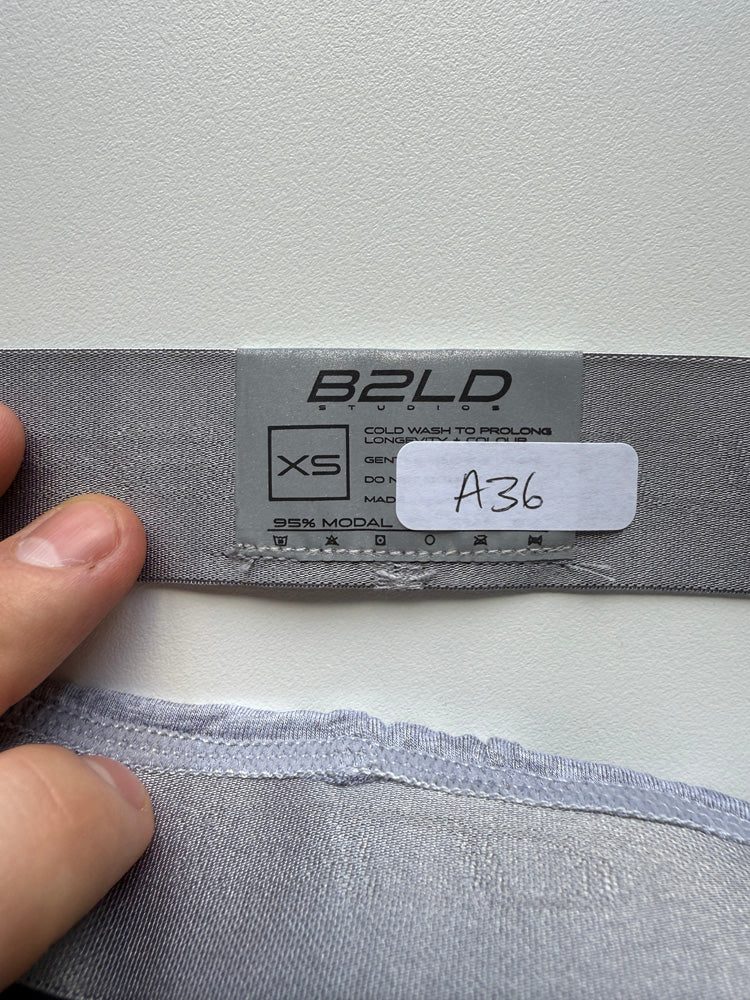 B2LD
STUDIOS
XS
COLD WASH TO PROLONG
LONGEVITY + COLOUR
A36
95% MODAL